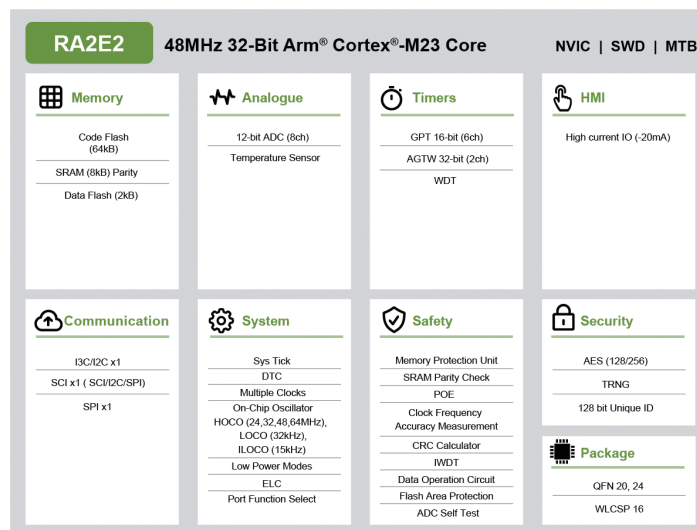 RA2E2
48MHz 32-Bit Arm® Cortex®-M23 Core
NVIC | SWD | MTB
Memory
Code Flash
(64kB)
SRAM (8kB) Parity
Data Flash (2kB)
Analogue
12-bit ADC (8ch)
Temperature Sensor
Timers
GPT 16-bit (6ch)
AGTW 32-bit (2ch)
WDT
HMI
High current IO (-20mA)
Communication
I3C/I2C x1
SCI x1 ( SCI/I2C/SPI)
SPI x1
System
Sys Tick
DTC
Multiple Clocks
On-Chip Oscillator
HOCO (24,32,48,64MHz),
LOCO (32kHz),
ILOCO (15kHz)
Low Power Modes
ELC
Port Function Select
Safety
Memory Protection Unit
SRAM Parity Check
POE
Clock Frequency
Accuracy Measurement
CRC Calculator
IWDT
Data Operation Circuit
Flash Area Protection
ADC Self Test
Security
AES (128/256)
TRNG
128 bit Unique ID
Package
QFN 20, 24
WLCSP 16